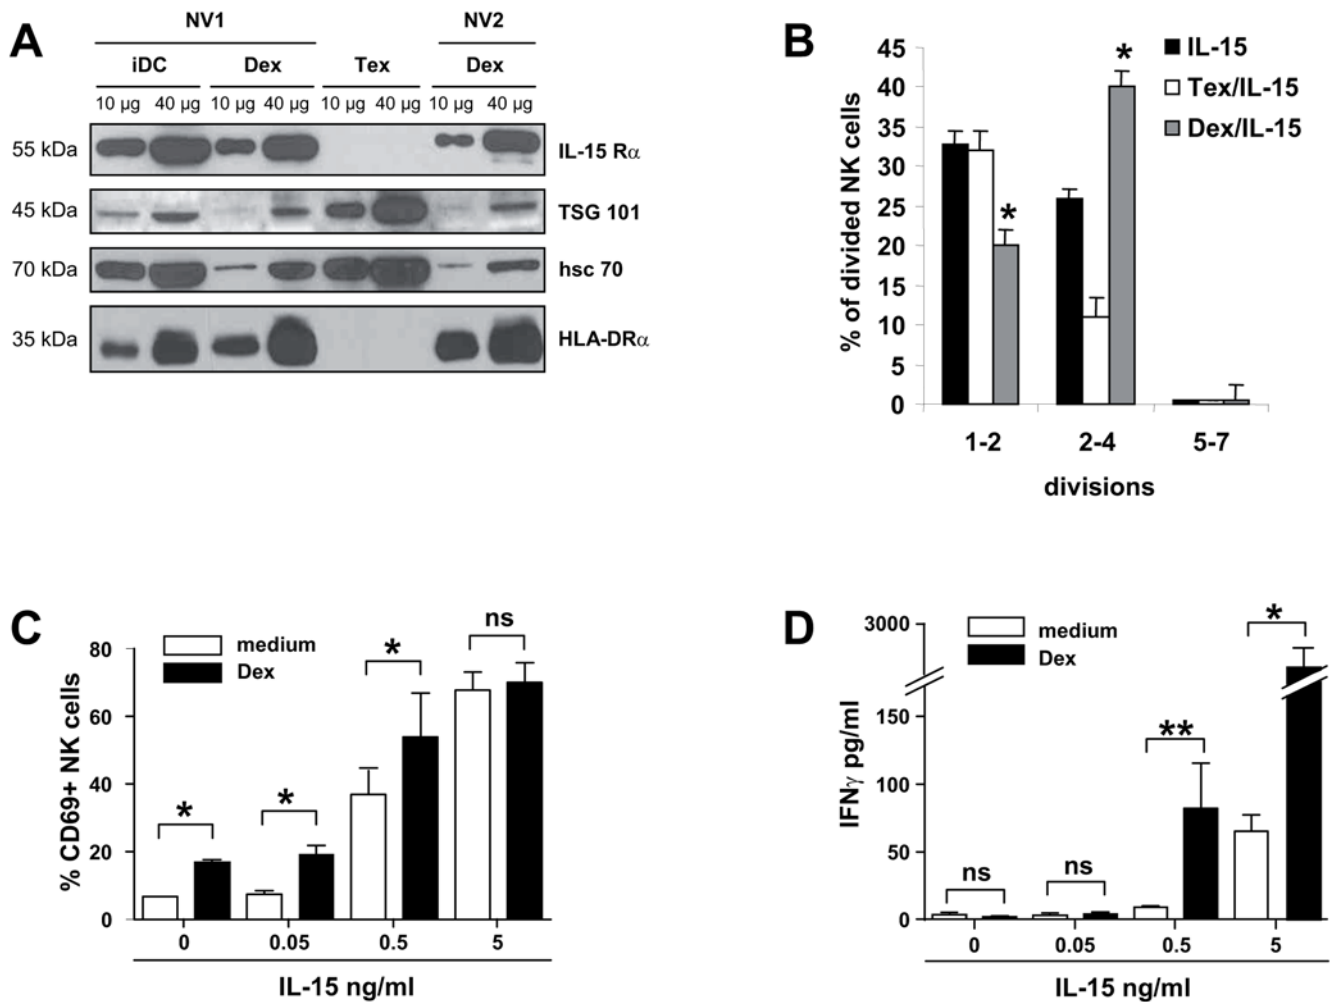 A
NV1 NV2
iDC Dex Tex Dex
10 µg 40 µg 10 µg 40 µg 10 µg 40 µg 10 µg 40 µg
55 kDa IL-15 Rα
45 kDa TSG 101
70 kDa hsc 70
35 kDa HLA-DRα
B
% of divided NK cells
45
40
35
30
25
20
15
10
5
0
* *
IL-15
Tex/IL-15
Dex/IL-15
1-2 2-4 5-7
divisions
C
% CD69+ NK cells
80
60
40
20
0
medium
Dex
* * * ns
0 0.05 0.5 5
IL-15 ng/ml
D
IFNγ pg/ml
3000
150
100
50
0
medium
Dex
ns ns ** *
0 0.05 0.5 5
IL-15 ng/ml